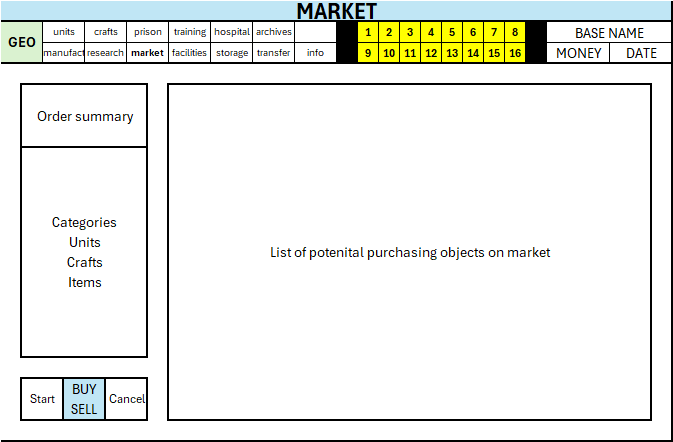 MARKET
GEO
units crafts prison training hospital archives
manufact research market facilities storage transfer info
1 2 3 4 5 6 7 8
9 10 11 12 13 14 15 16
BASE NAME
MONEY DATE
Order summary
Categories
Units
Crafts
Items
List of potenital purchasing objects on market
Start
BUY
SELL
Cancel